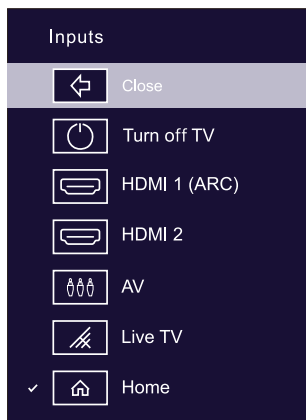 Inputs
Close
Turn off TV
HDMI 1 (ARC)
HDMI 2
AV
Live TV
Home